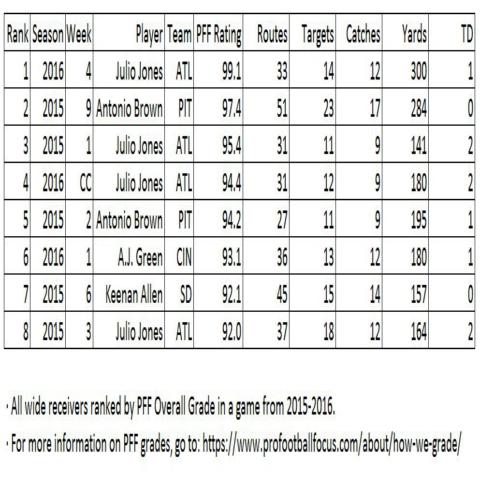 Rank Season Week Player Team PFF Rating Routes Targets Catches Yards TD
1 2016 4 Julio Jones ATL 99.1 33 14 12 300 1
2 2015 9 Antonio Brown PIT 97.4 51 23 17 284 0
3 2015 1 Julio Jones ATL 95.4 31 11 9 141 2
4 2016 CC Julio Jones ATL 94.4 31 12 9 180 2
5 2015 2 Antonio Brown PIT 94.2 27 11 9 195 1
6 2016 1 A.J. Green CIN 93.1 36 13 12 180 1
7 2015 6 Keenan Allen SD 92.1 45 15 14 157 0
8 2015 3 Julio Jones ATL 92.0 37 18 12 164 2
· All wide receivers ranked by PFF Overall Grade in a game from 2015-2016.
· For more information on PFF grades, go to: https://www.profootballfocus.com/about/how-we-grade/